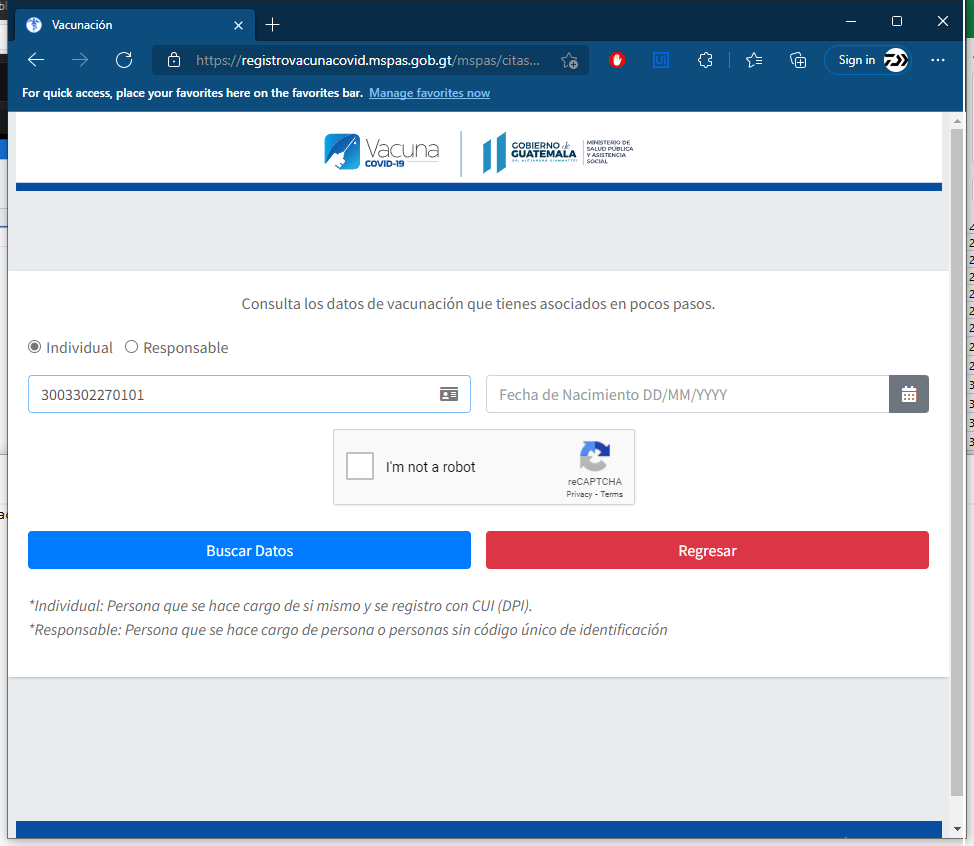 Vacunación
https://registrovacunacovid.mspas.gob.gt/mspas/citas...
Sign in
For quick access, place your favorites here on the favorites bar. Manage favorites now
Vacuna
COVID-19
GOBIERNO de
GUATEMALA
DR. ALEJANDRO GIAMMATTEI
MINISTERIO DE
SALUD PÚBLICA
Y ASISTENCIA
SOCIAL
Consulta los datos de vacunación que tienes asociados en pocos pasos.
Individual Responsable
3003302270101
Fecha de Nacimiento DD/MM/YYYY
I'm not a robot
reCAPTCHA
Privacy - Terms
Buscar Datos
Regresar
*Individual: Persona que se hace cargo de si mismo y se registro con CUI (DPI).
*Responsable: Persona que se hace cargo de persona o personas sin código único de identificación